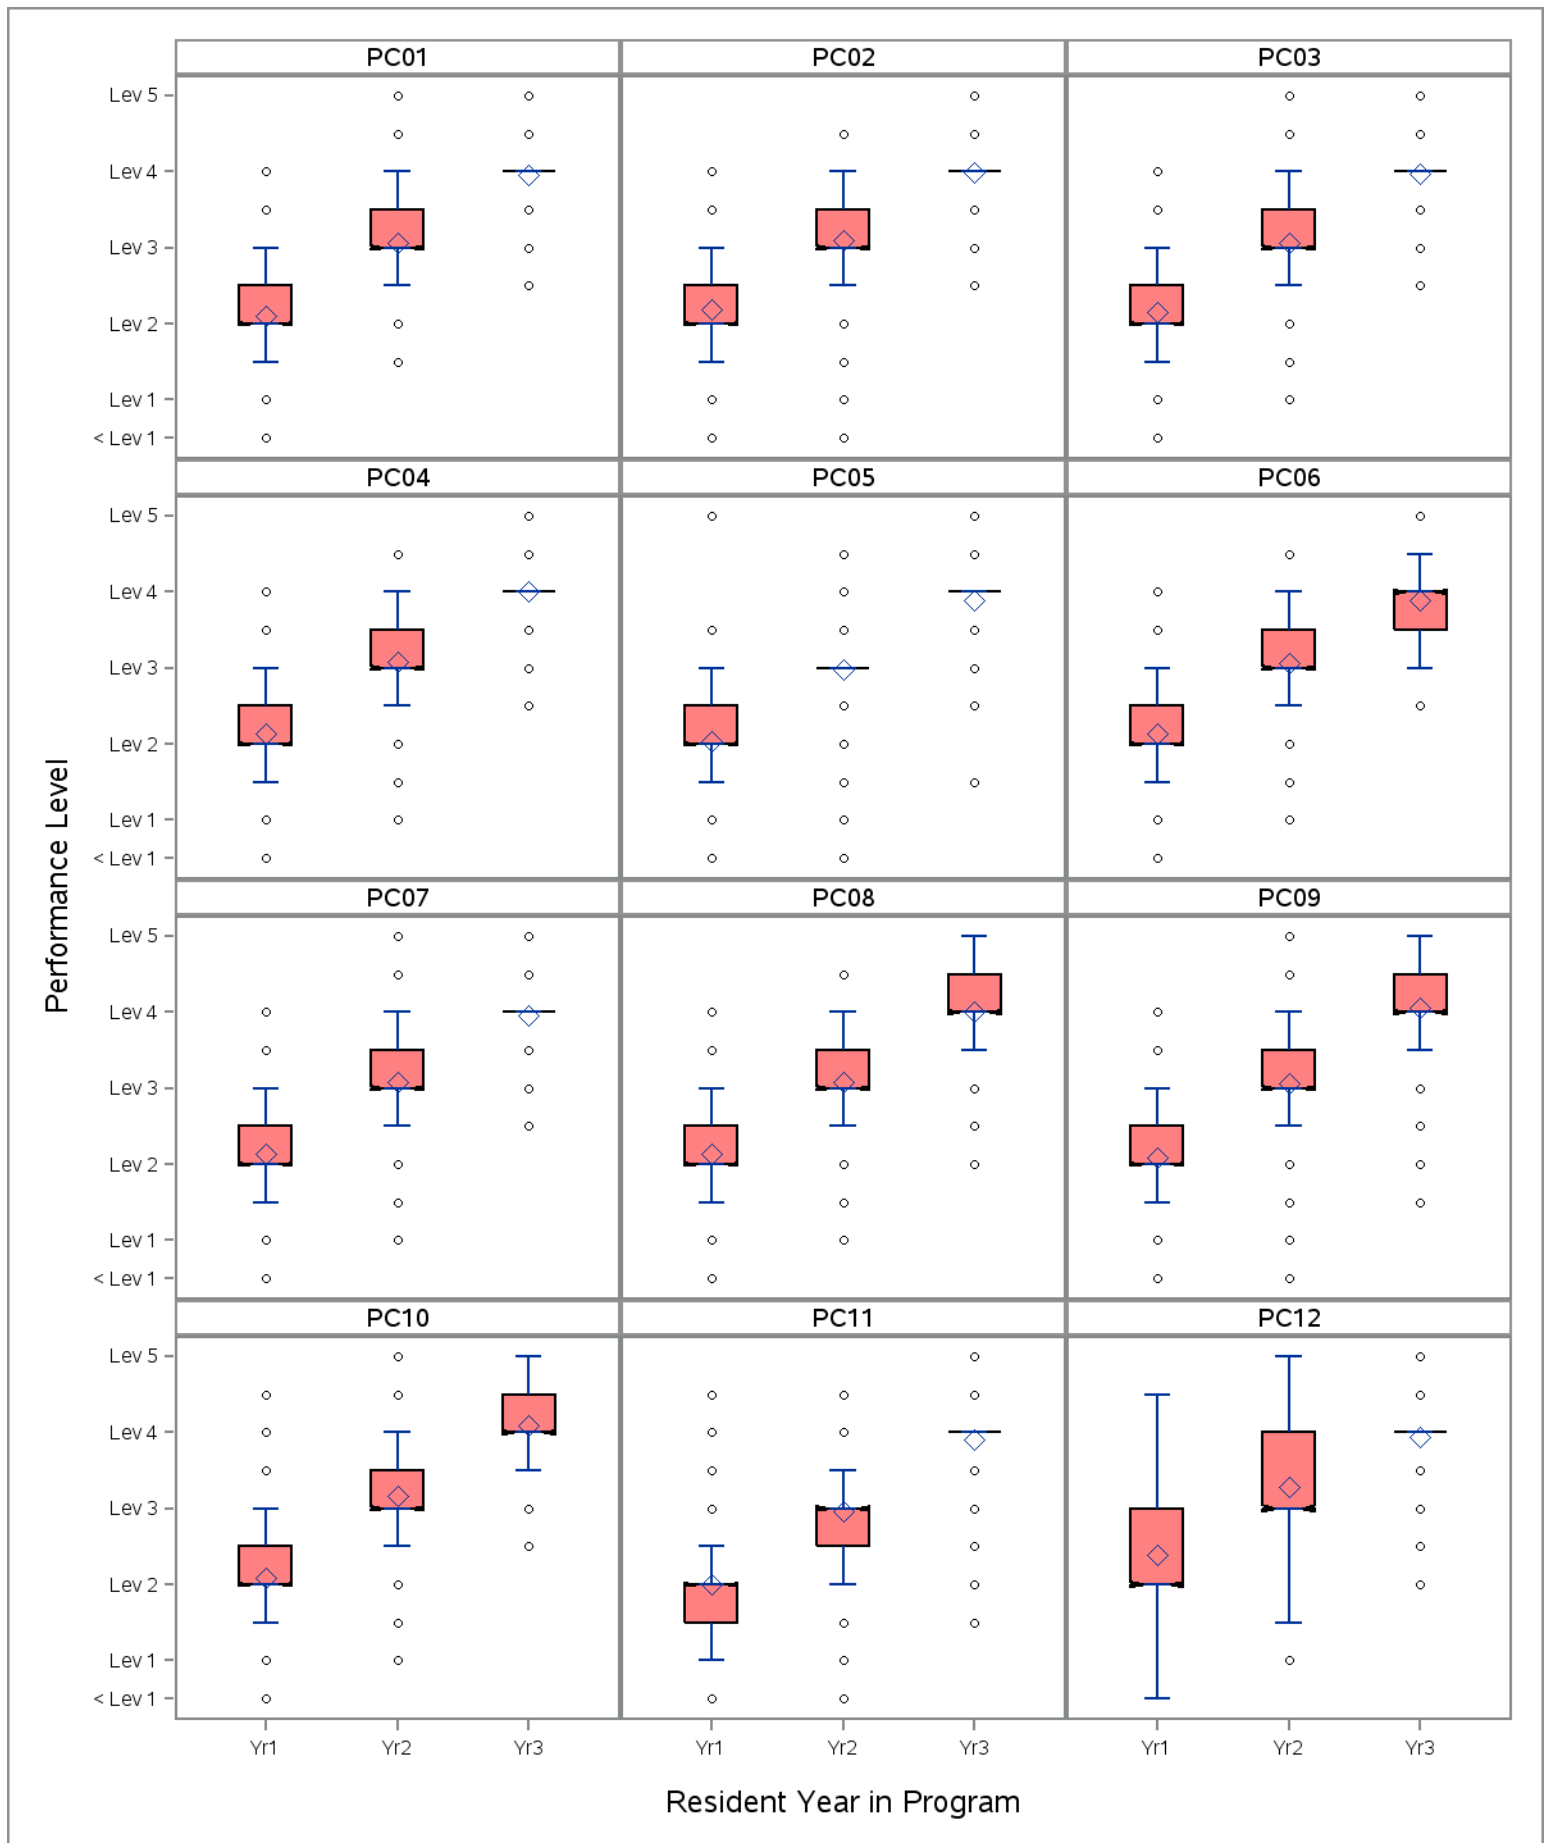 PC01 PC02 PC03
Lev 5
Lev 4
Lev 3
Lev 2
Lev 1
< Lev 1
PC04 PC05 PC06
Lev 5
Lev 4
Lev 3
Lev 2
Lev 1
< Lev 1
Performance Level
PC07 PC08 PC09
Lev 5
Lev 4
Lev 3
Lev 2
Lev 1
< Lev 1
PC10 PC11 PC12
Lev 5
Lev 4
Lev 3
Lev 2
Lev 1
< Lev 1
Yr1 Yr2 Yr3 Yr1 Yr2 Yr3 Yr1 Yr2 Yr3
Resident Year in Program